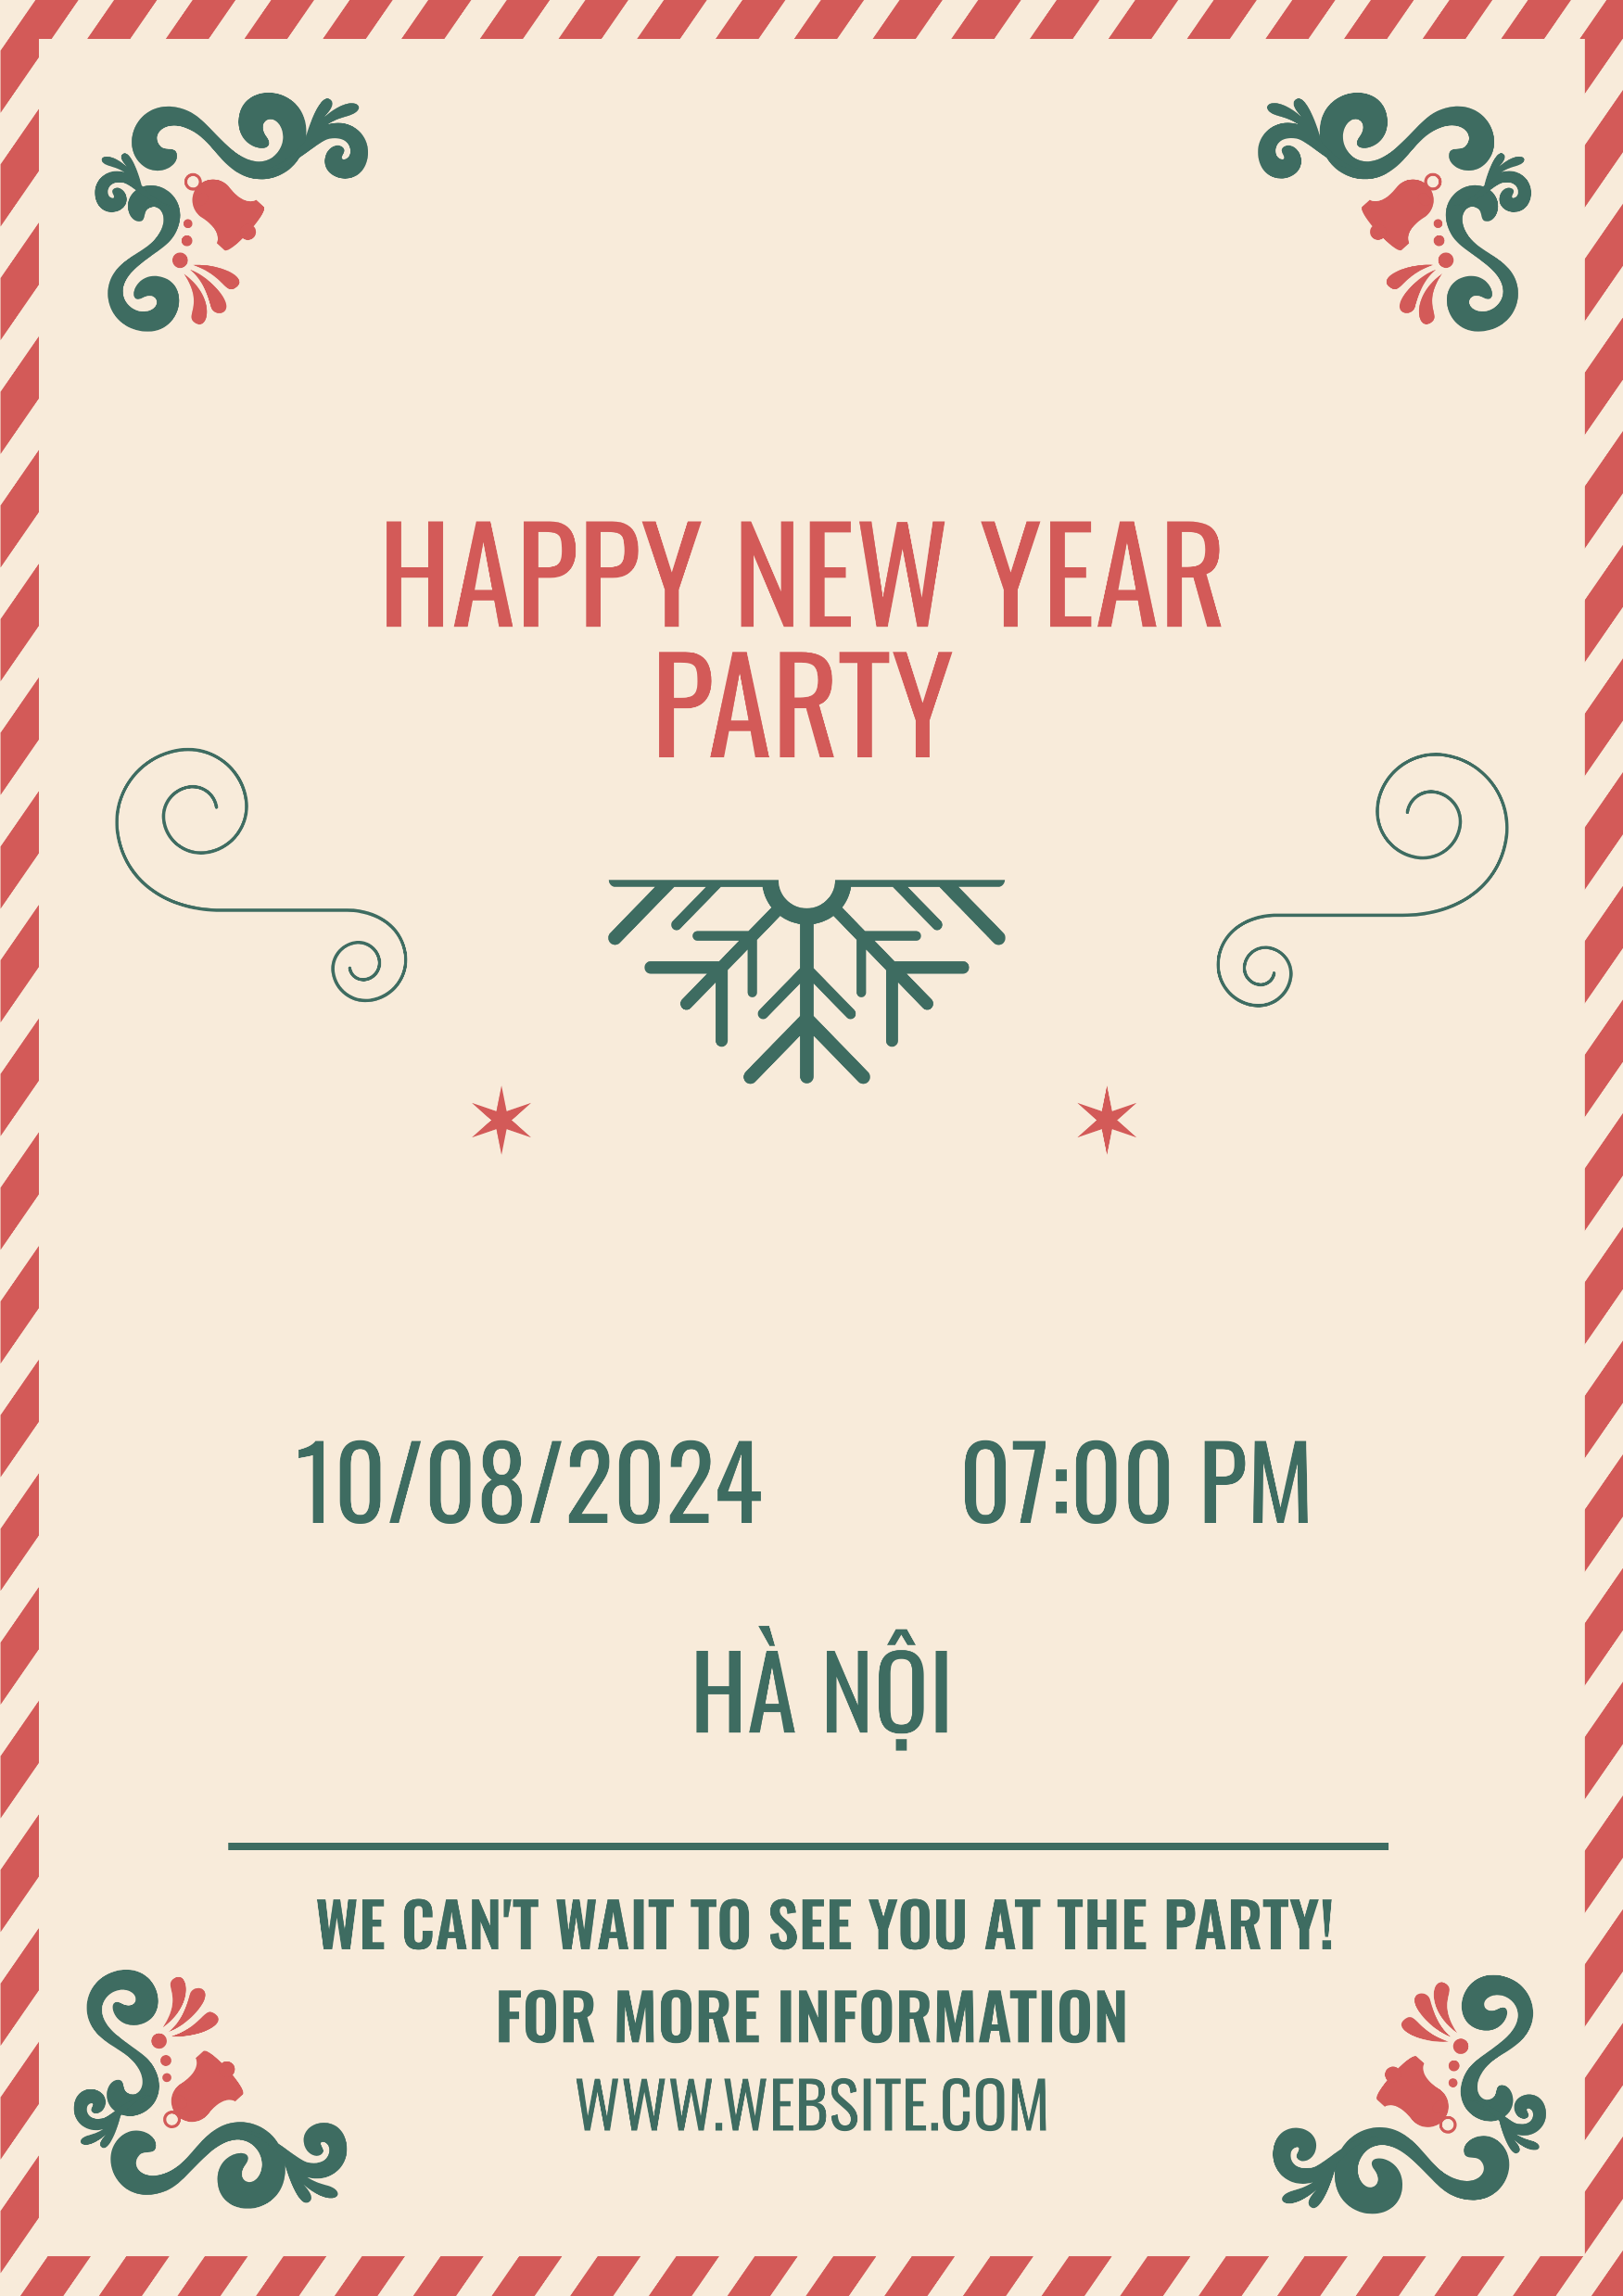 HAPPY NEW YEAR
PARTY
10/08/2024 07:00 PM
HÀ NỘI
WE CAN'T WAIT TO SEE YOU AT THE PARTY!
FOR MORE INFORMATION
WWW.WEBSITE.COM